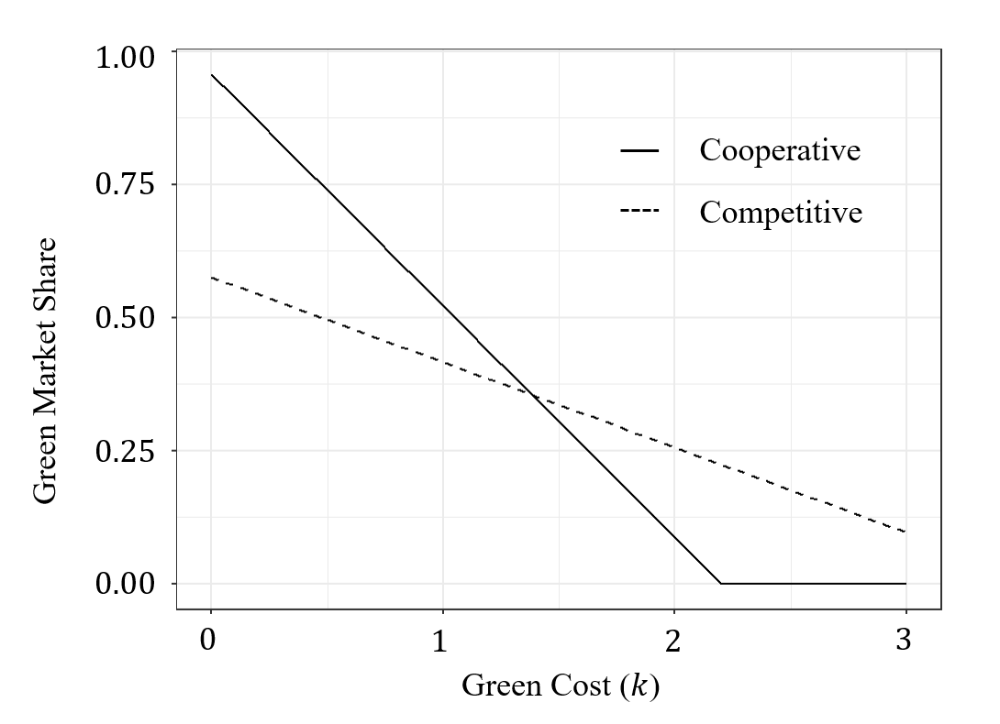 1.00
0.75
0.50
0.25
0.00
Green Market Share
Cooperative
Competitive
0 1 2 3
Green Cost (k)